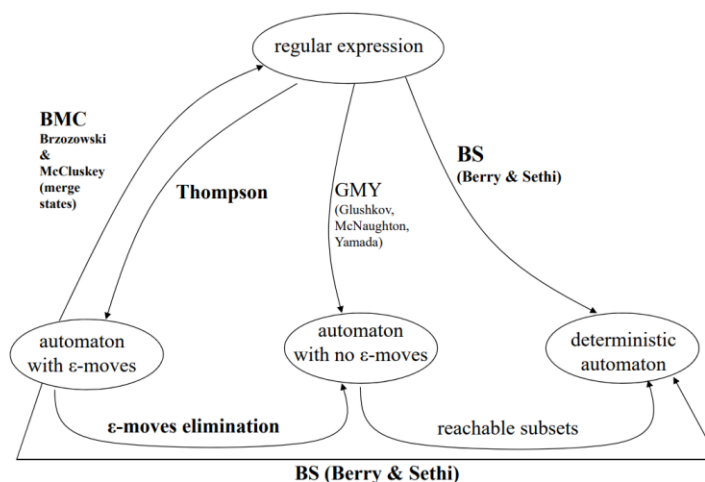 regular expression
BMC
Brzozowski
&
McCluskey
(merge
states)
Thompson
GMY
(Glushkov,
McNaughton,
Yamada)
BS
(Berry & Sethi)
automaton
with ε-moves
automaton
with no ε-moves
deterministic
automaton
ε-moves elimination
reachable subsets
BS (Berry & Sethi)